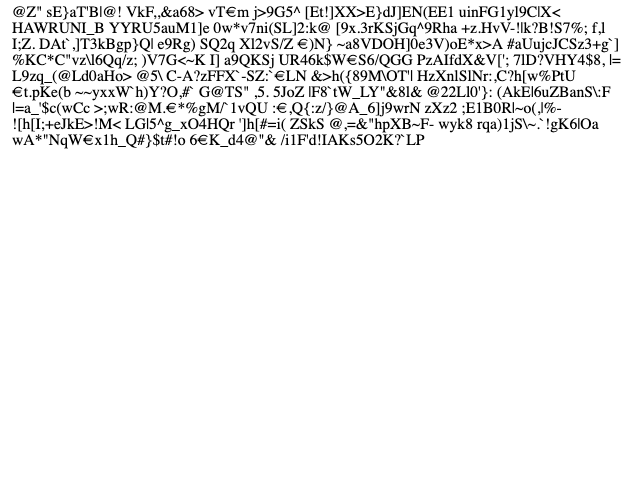 @Z" sE}aT'B|@! VkF,,&a68> vT€m j>9G5^ [Et!]XX>E}dJ]EN(EE1 uinFG1yl9C|X<
HAWRUNI_B YYRU5auM1]e 0w*v7ni(SL]2:k@ [9x.3rKSjGq^9Rha +z.HvV-!|k?B!S7%; f,l
I;Z. DAt`,]T3kBgp}Q| e9Rg) SQ2q Xl2vS/Z €)N} ~a8VDOH]0e3V)oE*x>A #aUujcJCSz3+g`]
%KC*C"vz\l6Qq/z; )V7G<~K I] a9QKSj UR46k$W€S6/QGG PzAIfdX&V[`; 7lD?VHY4$8, |=
L9zq_(@Ld0aHo> @5\ C-A?zFFX`-SZ:`€LN &>h({89M\OT'| HzXnlSlNr:,C?h[w%PtU
€t.pKe(b ~~yxxW`h)Y?O,#`  G@TS" ,5. 5JoZ |F8`tW_LY"&8l& @22Ll0'}: (AkE|6uZBanS\:F
|=a_'$c(wCc >;wR:@M.€*%gM/`1vQU :€,Q{:z/}@A_6]j9wrN zXz2 ;E1B0R|~o(,|%-
![h[I;+eJkE>!M< LG|5^g_xO4HQr ']h[#=i( ZSkS @,=&"hpXB~F- wyk8 rqa)1jS\~.`!gK6|Oa
wA*"NqW€x1h_Q#}$t#!o 6€K_d4@"& /i1F'd!IAKs5O2K?`LP